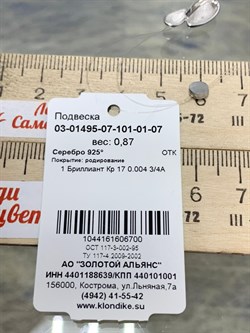 Подвеска
03-01495-07-101-01-07
вес: 0,87
Серебро 925° ОТК
Покрытие: родирование
1 Бриллиант Кр 17 0.004 3/4А
1044161606700
ОСТ 117-3-002-95
ТУ 117-4 2009-2002
АО "ЗОЛОТОЙ АЛЬЯНС"
ИНН 4401188639/КПП 440101001
156000, Кострома, ул.Льняная,7а
(4942) 41-55-42
www.klondike.su